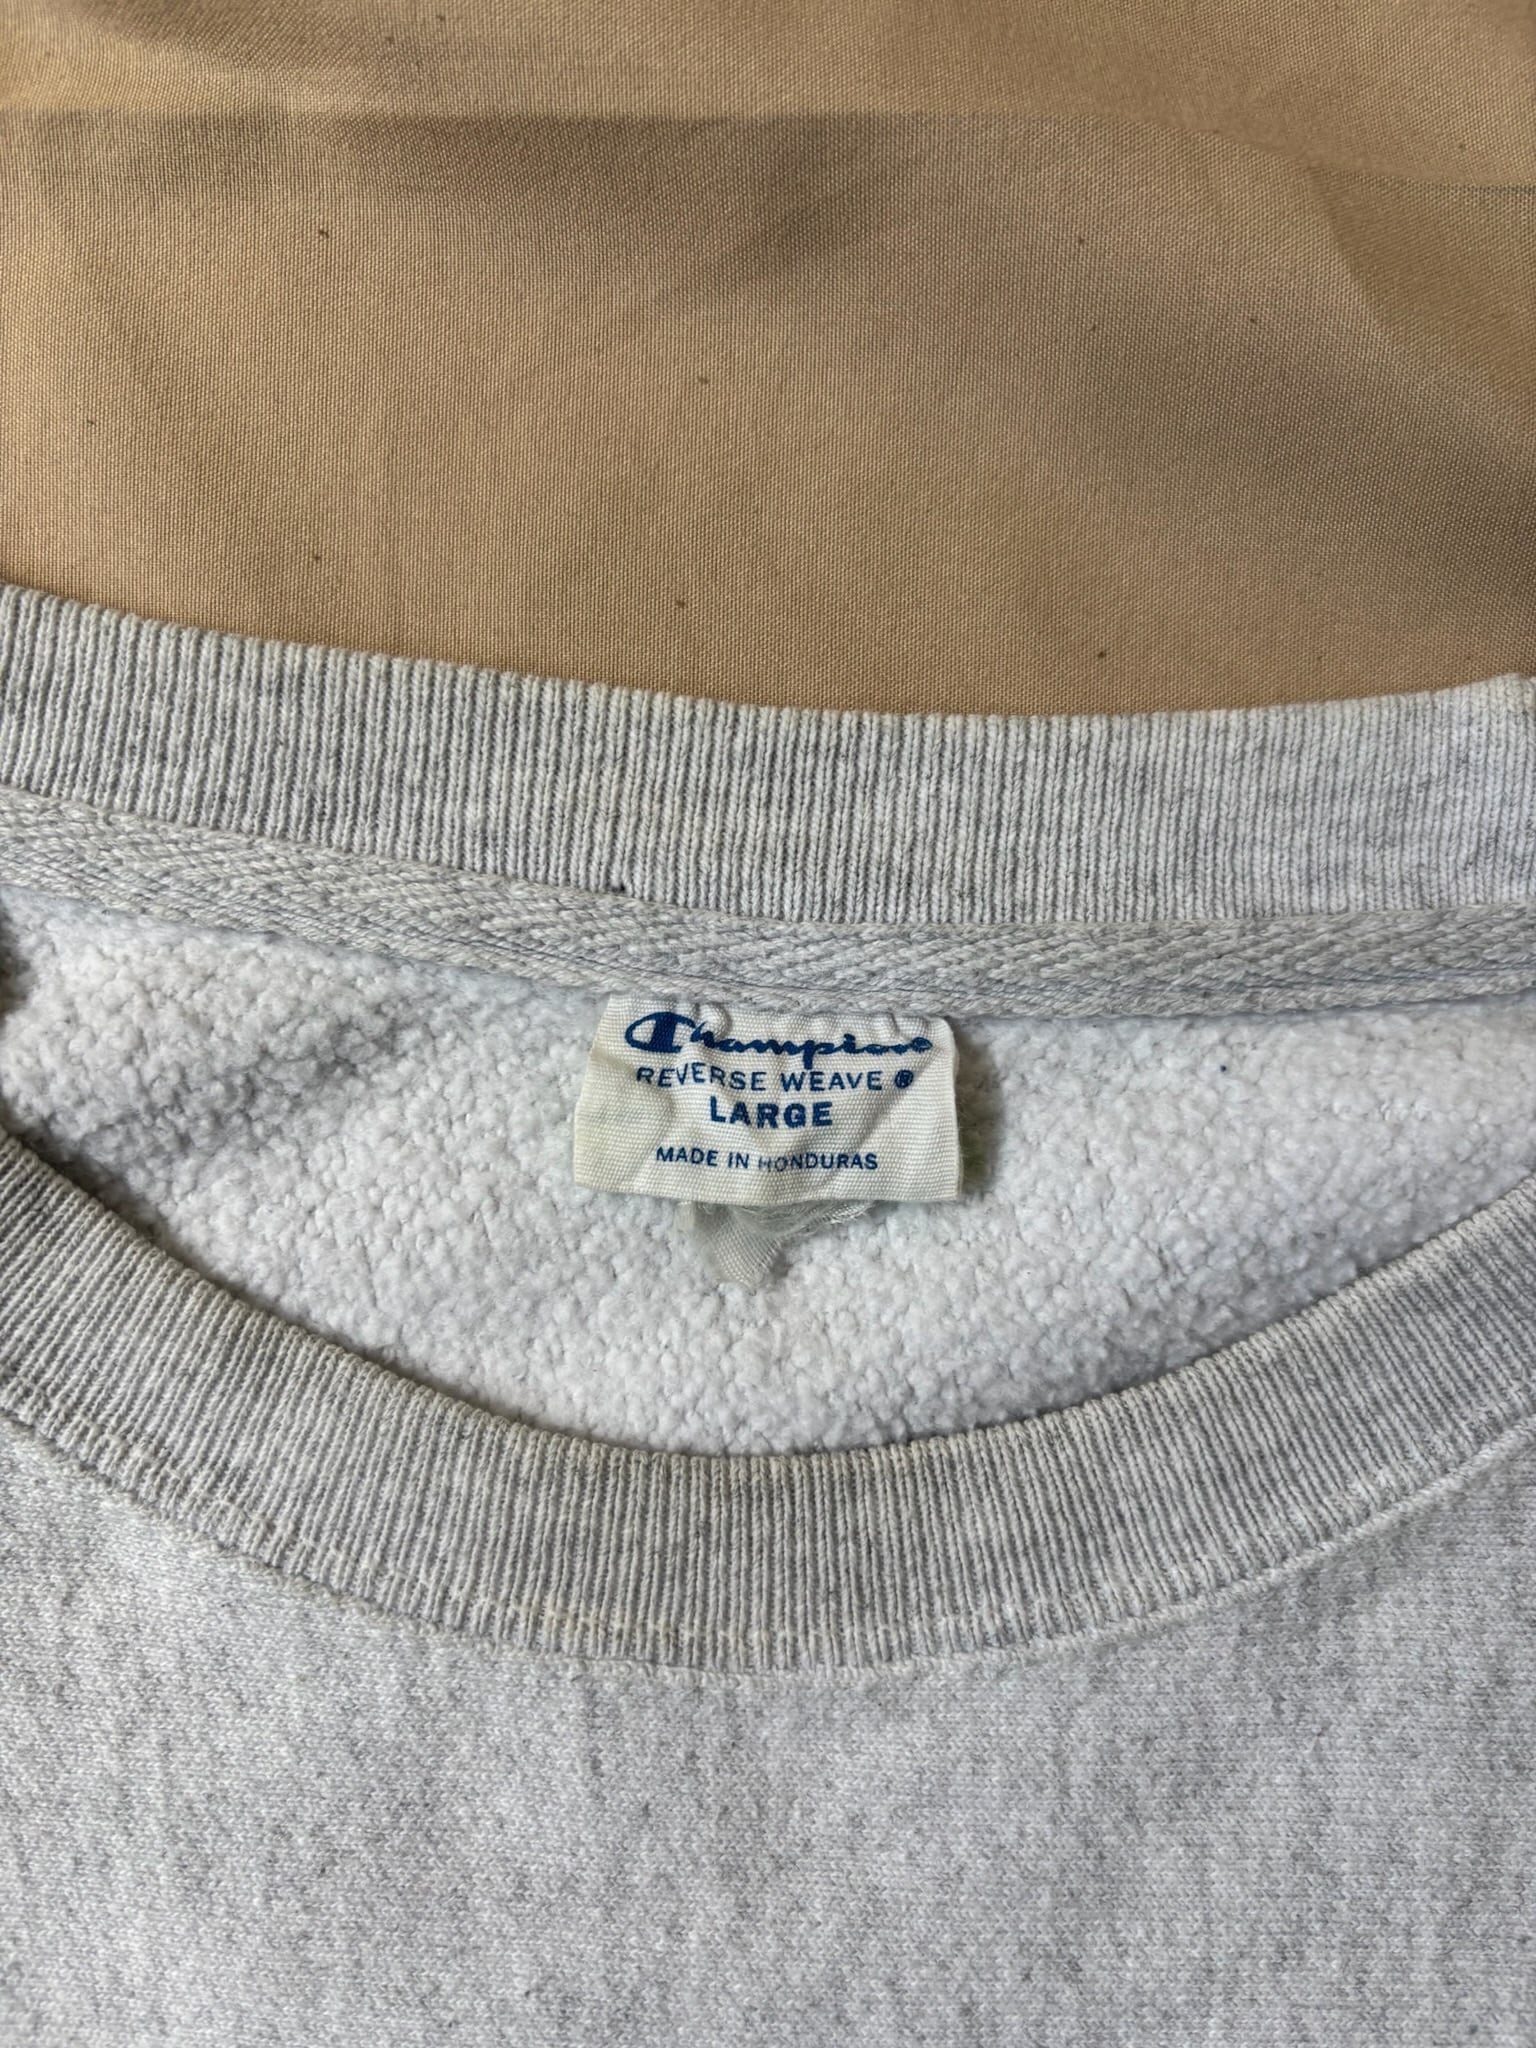 Champion®
REVERSE WEAVE ®
LARGE
MADE IN HONDURAS